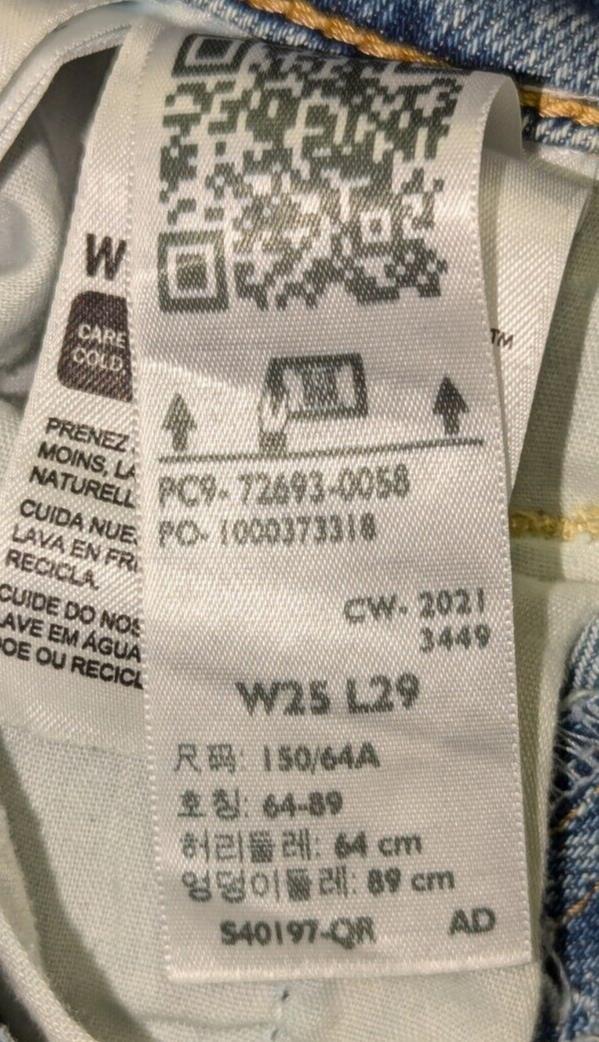 W
CARE
COLD,
TM
PRENEZ
MOINS, LA
NATURELL
CUIDA NUE
LAVA EN FRI
RECICLA.
CUIDE DO NOS
LAVE EM ÁGUA
DOE OU RECICL
PC9- 72693-0058
PO- 1000373318
CW- 2021
3449
W25 L29
尺码: 150/64A
호칭: 64-89
허리둘레: 64 cm
엉덩이둘레: 89 cm
S40197-QR AD